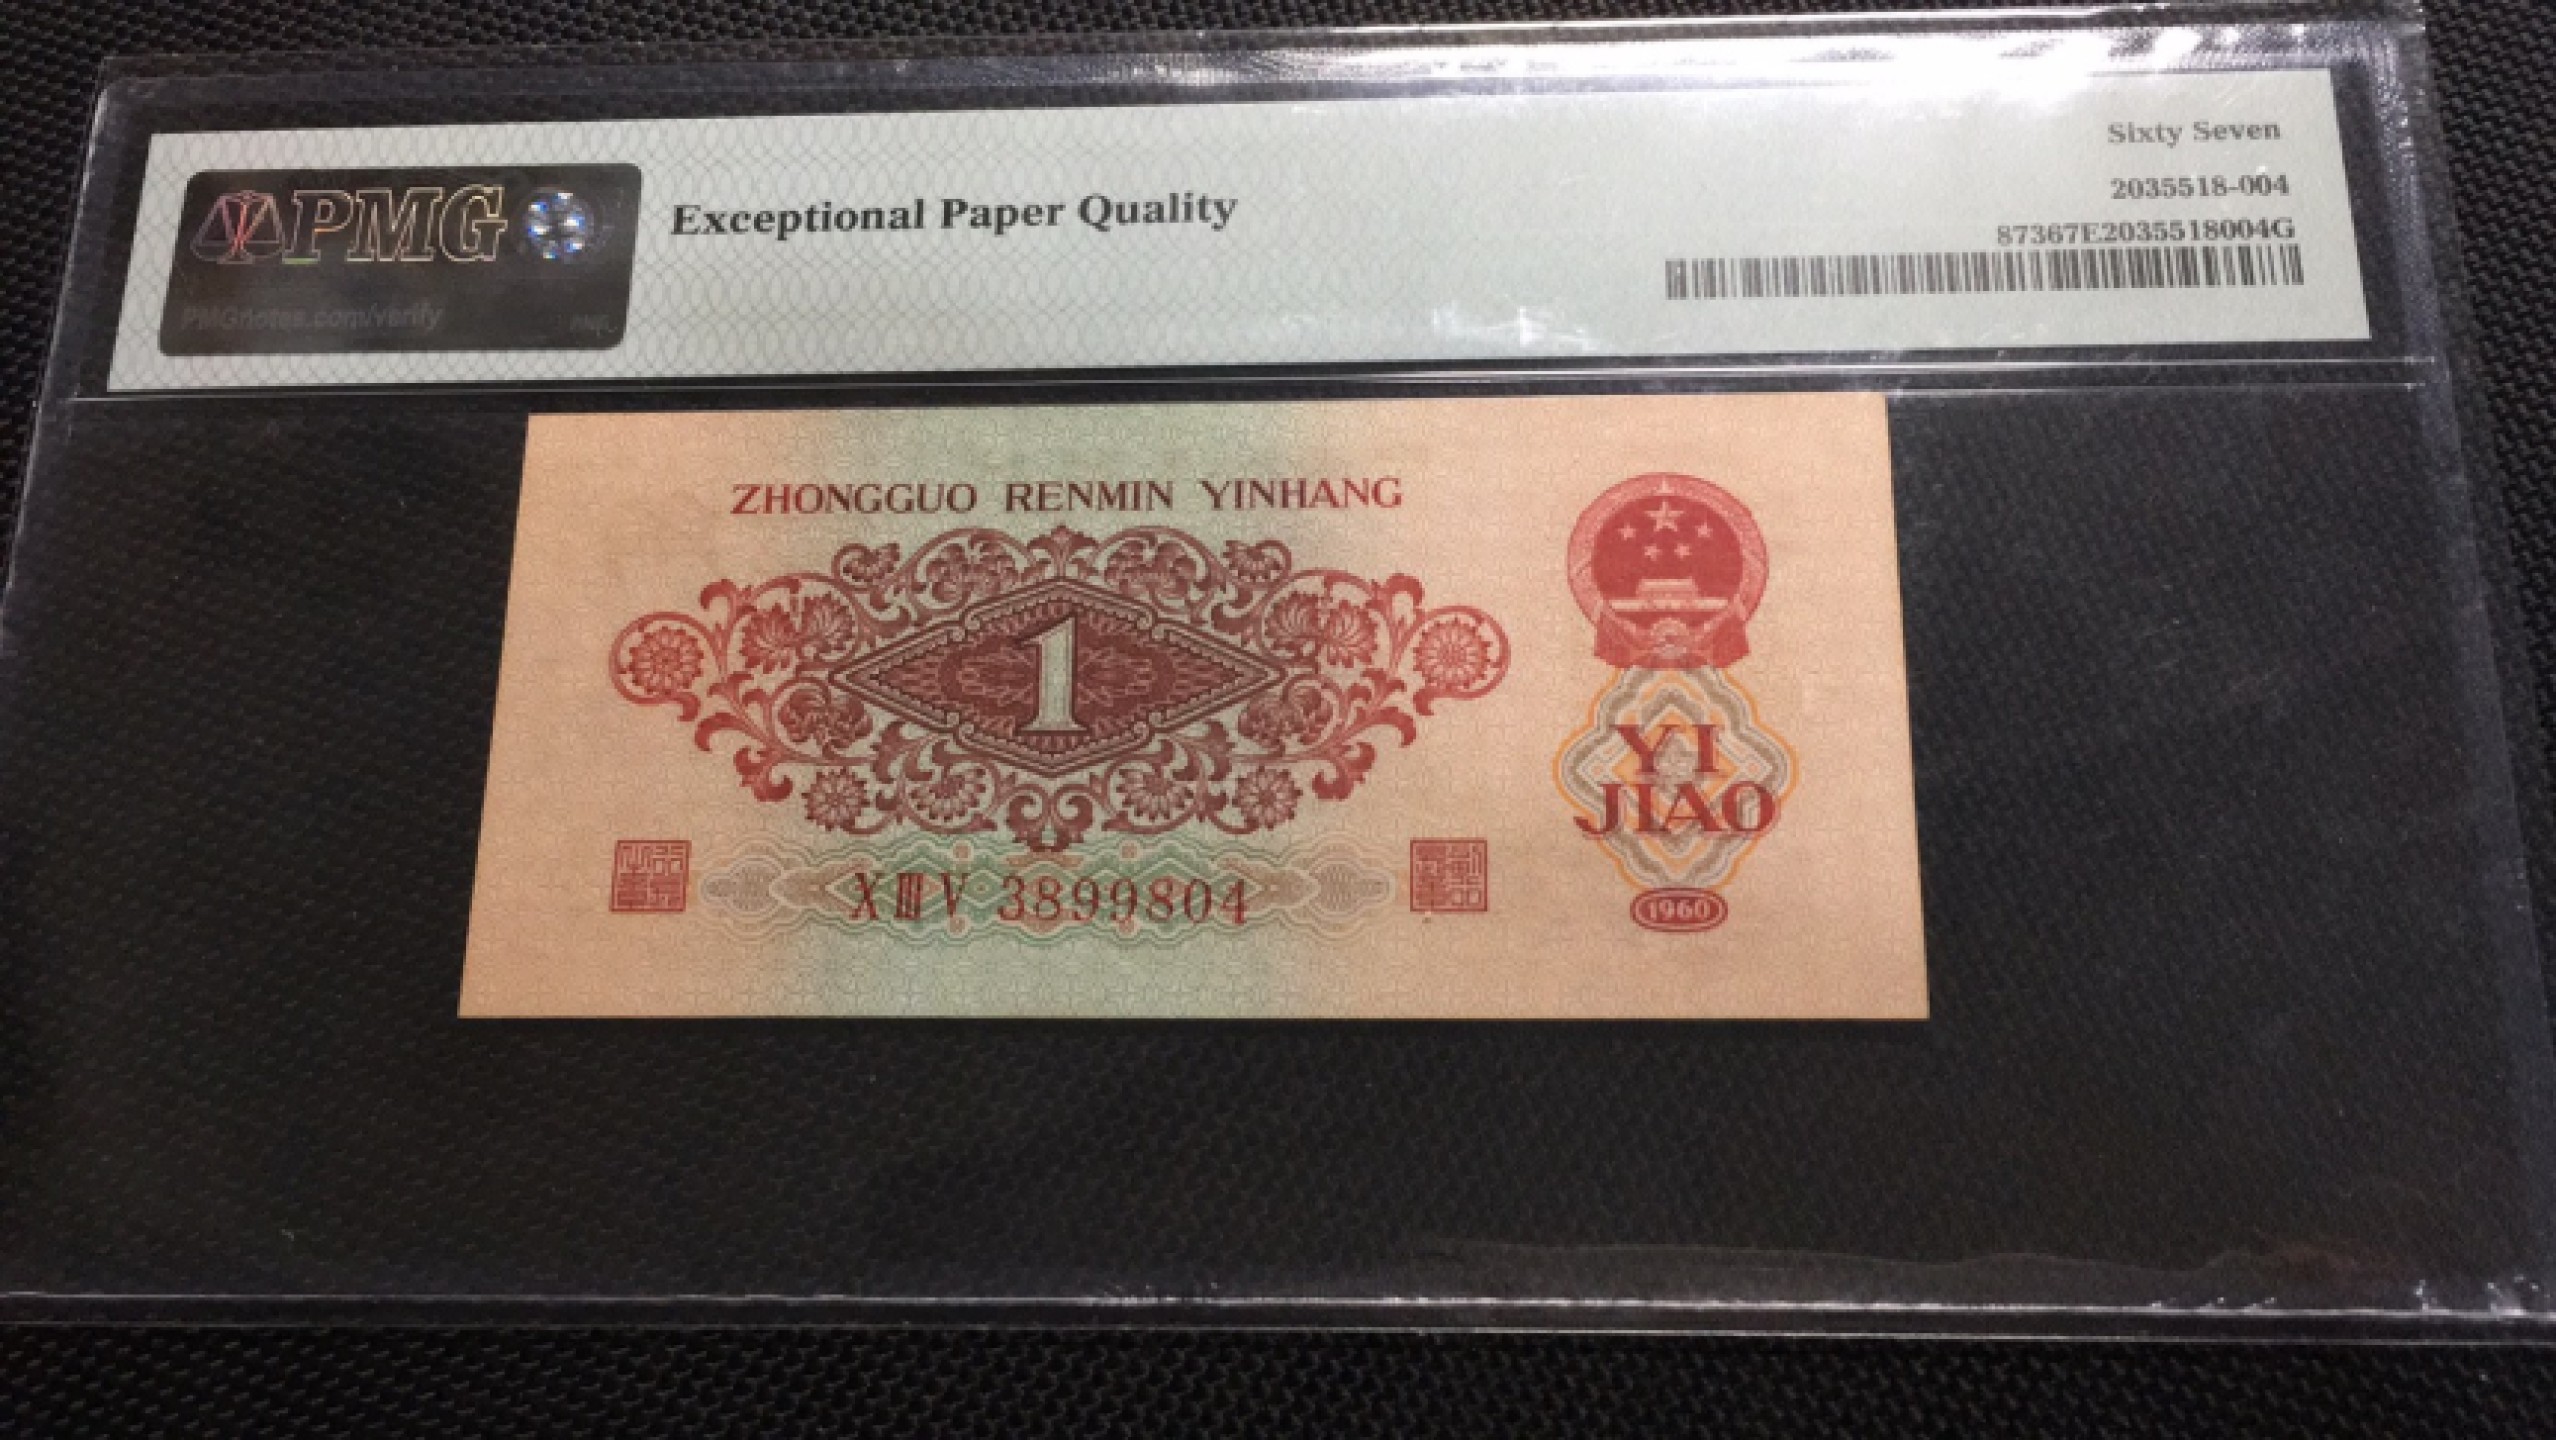 PMG
PMGnotes.com/verify
Exceptional Paper Quality
Sixty Seven
2035518-004
87367E2035518004G
ZHONGGUO RENMIN YINHANG
1
YI
JIAO
X III V 3899804
1960